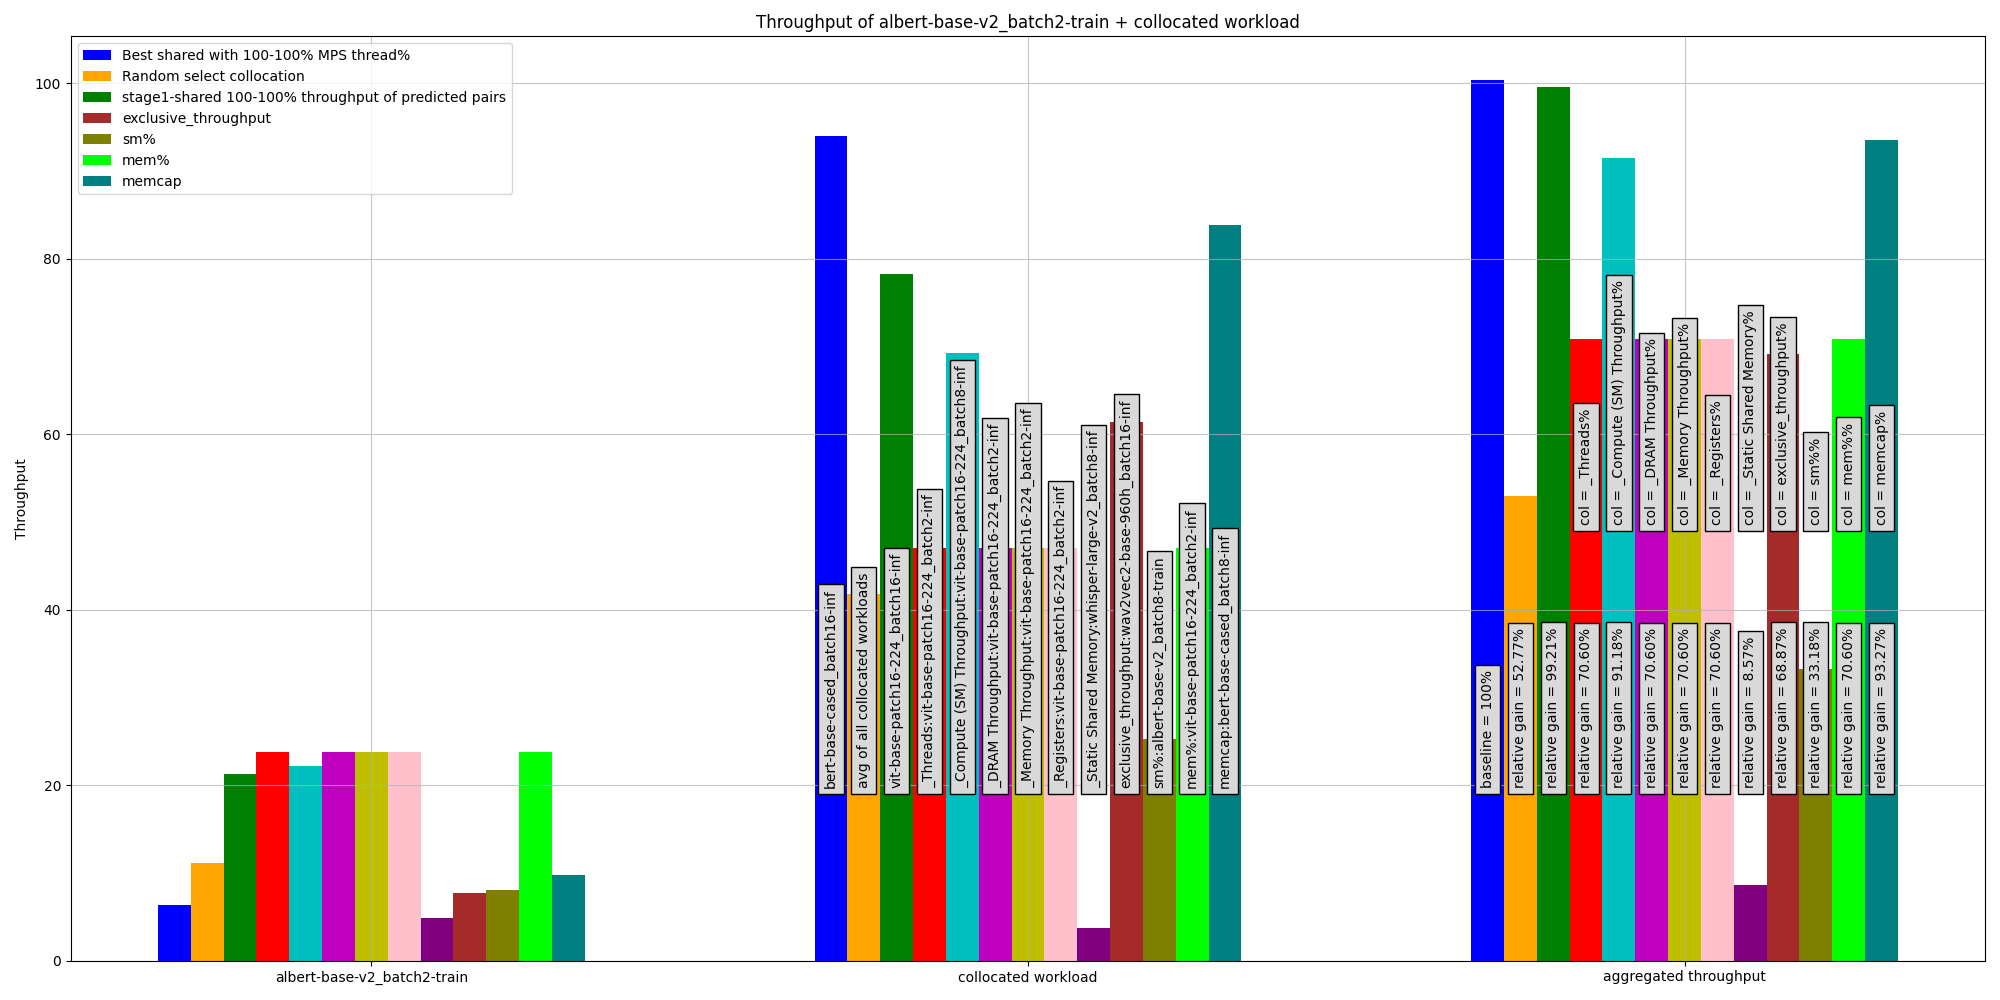 Throughput of albert-base-v2_batch2-train + collocated workload
Best shared with 100-100% MPS thread%
Random select collocation
stage1-shared 100-100% throughput of predicted pairs
exclusive_throughput
sm%
mem%
memcap
Throughput
100
80
60
40
20
0
bert-base-cased_batch16-inf
avg of all collocated workloads
vit-base-patch16-224_batch16-inf
_Threads:vit-base-patch16-224_batch2-inf
_Compute (SM) Throughput:vit-base-patch16-224_batch8-inf
_DRAM Throughput:vit-base-patch16-224_batch2-inf
_Memory Throughput:vit-base-patch16-224_batch2-inf
_Registers:vit-base-patch16-224_batch2-inf
_Static Shared Memory:whisper-large-v2_batch8-inf
exclusive_throughput:wav2vec2-base-960h_batch16-inf
sm%:albert-base-v2_batch8-train
mem%:vit-base-patch16-224_batch2-inf
memcap:bert-base-cased_batch8-inf
col = _Threads%
col = _Compute (SM) Throughput%
col = _DRAM Throughput%
col = _Memory Throughput%
col = _Registers%
col = _Static Shared Memory%
col = exclusive_throughput%
col = sm%%
col = mem%%
col = memcap%
baseline = 100%
relative gain = 52.77%
relative gain = 99.21%
relative gain = 70.60%
relative gain = 91.18%
relative gain = 70.60%
relative gain = 70.60%
relative gain = 70.60%
relative gain = 8.57%
relative gain = 68.87%
relative gain = 33.18%
relative gain = 70.60%
relative gain = 93.27%
albert-base-v2_batch2-train
collocated workload
aggregated throughput